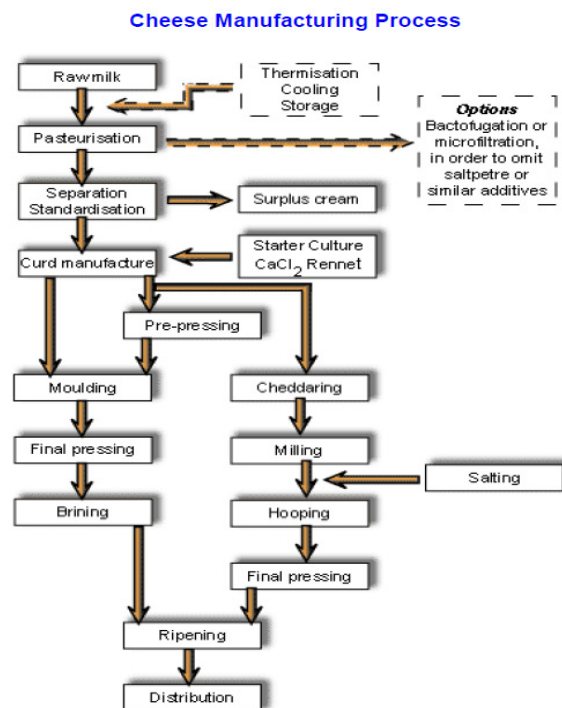 Cheese Manufacturing Process
Rawmilk
Thermisation
Cooling
Storage
Pasteurisation
Options
Bactofugation or
microfiltration,
in order to omit
saltpetre or
similar additives
Separation
Standardisation
Surplus cream
Curd manufacture
Starter Culture
CaCl2 Rennet
Pre-pressing
Moulding
Cheddaring
Final pressing
Milling
Salting
Brining
Hooping
Final pressing
Ripening
Distribution